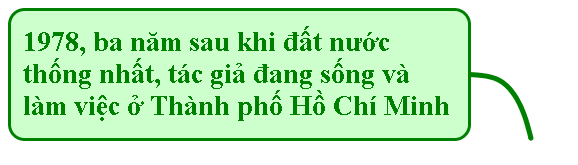 1978, ba năm sau khi đất nước
thống nhất, tác giả đang sống và
làm việc ở Thành phố Hồ Chí Minh